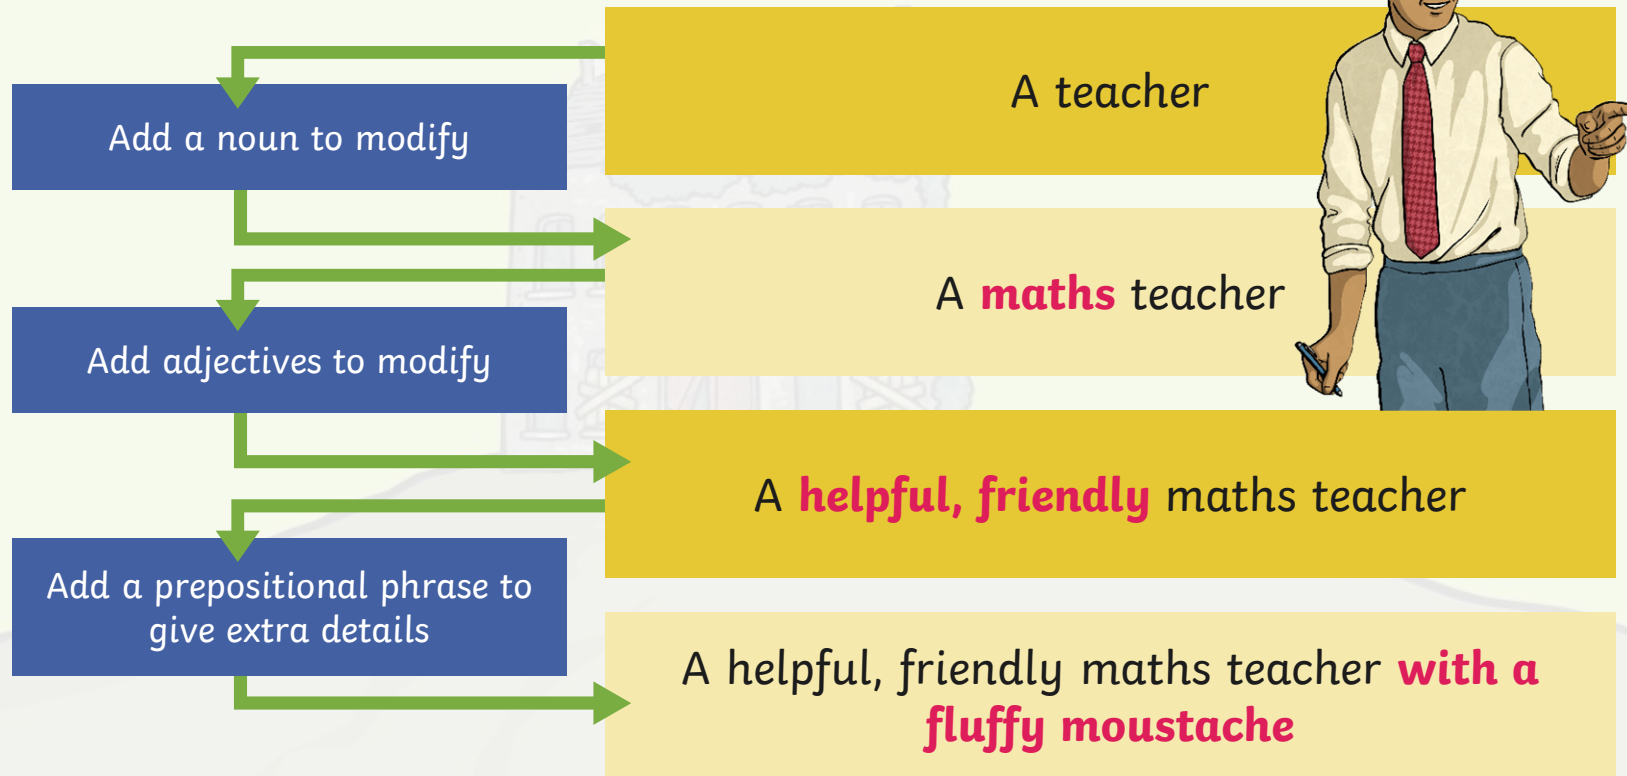 A teacher
Add a noun to modify
A maths teacher
Add adjectives to modify
A helpful, friendly maths teacher
Add a prepositional phrase to
give extra details
A helpful, friendly maths teacher with a
fluffy moustache